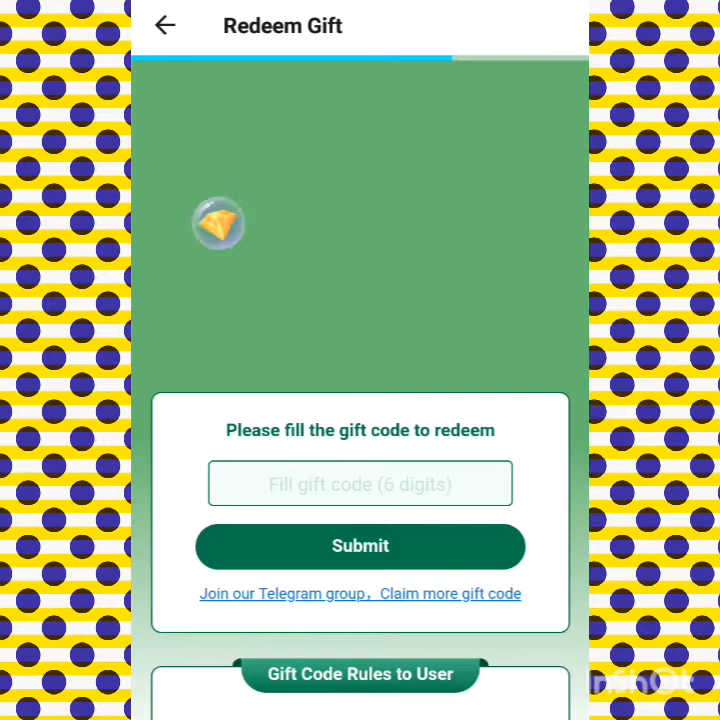 Redeem Gift
Please fill the gift code to redeem
Fill gift code (6 digits)
Submit
Join our Telegram group，Claim more gift code
Gift Code Rules to User
InShOt